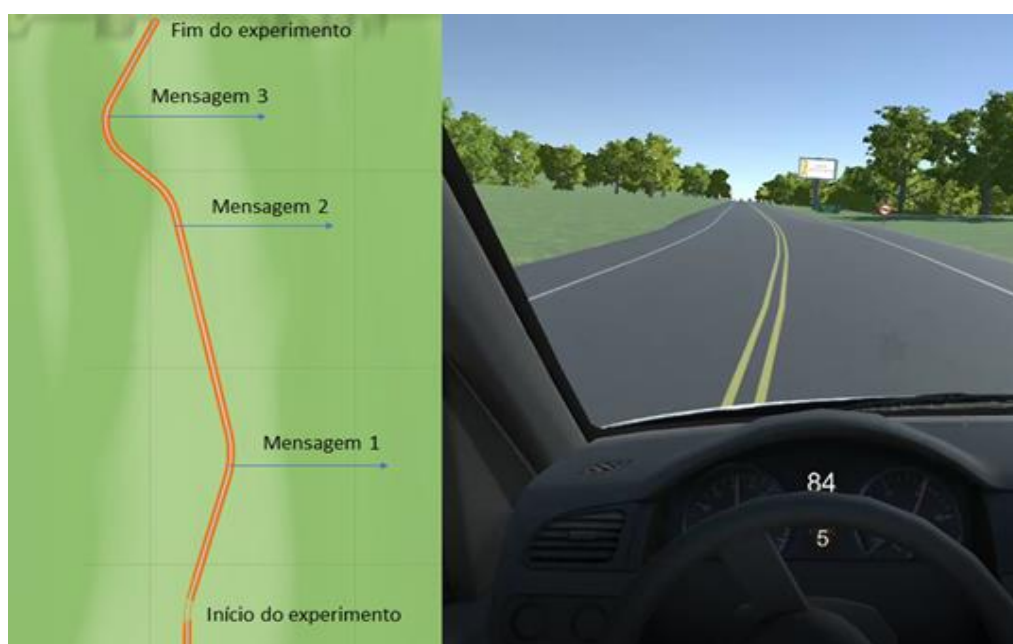 Fim do experimento
Mensagem 3
Mensagem 2
Mensagem 1
Início do experimento
84
5